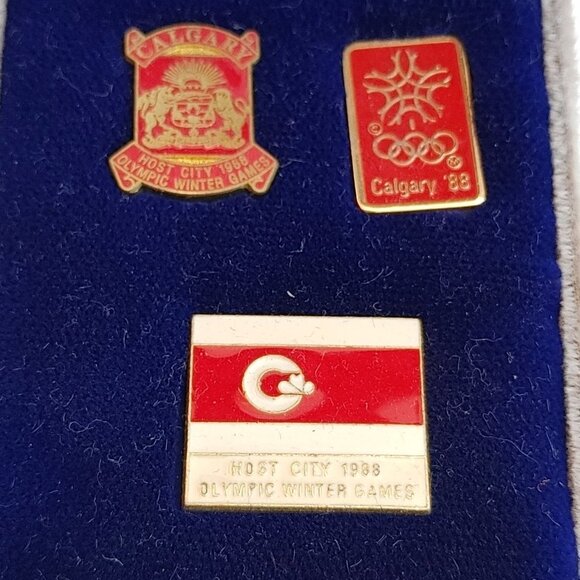 CALGARY
HOST CITY 1988
OLYMPIC WINTER GAMES
©
M
Calgary '88
HOST CITY 1988
OLYMPIC WINTER GAMES